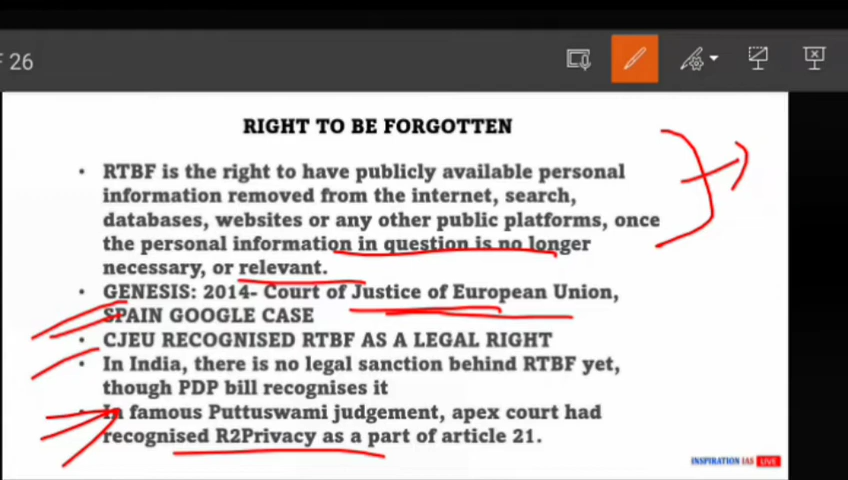 F 26
RIGHT TO BE FORGOTTEN
• RTBF is the right to have publicly available personal
information removed from the internet, search,
databases, websites or any other public platforms, once
the personal information in question is no longer
necessary, or relevant.
• GENESIS: 2014- Court of Justice of European Union,
SPAIN GOOGLE CASE
• CJEU RECOGNISED RTBF AS A LEGAL RIGHT
• In India, there is no legal sanction behind RTBF yet,
though PDP bill recognises it
• In famous Puttuswami judgement, apex court had
recognised R2Privacy as a part of article 21.
INSPIRATION IAS LIVE